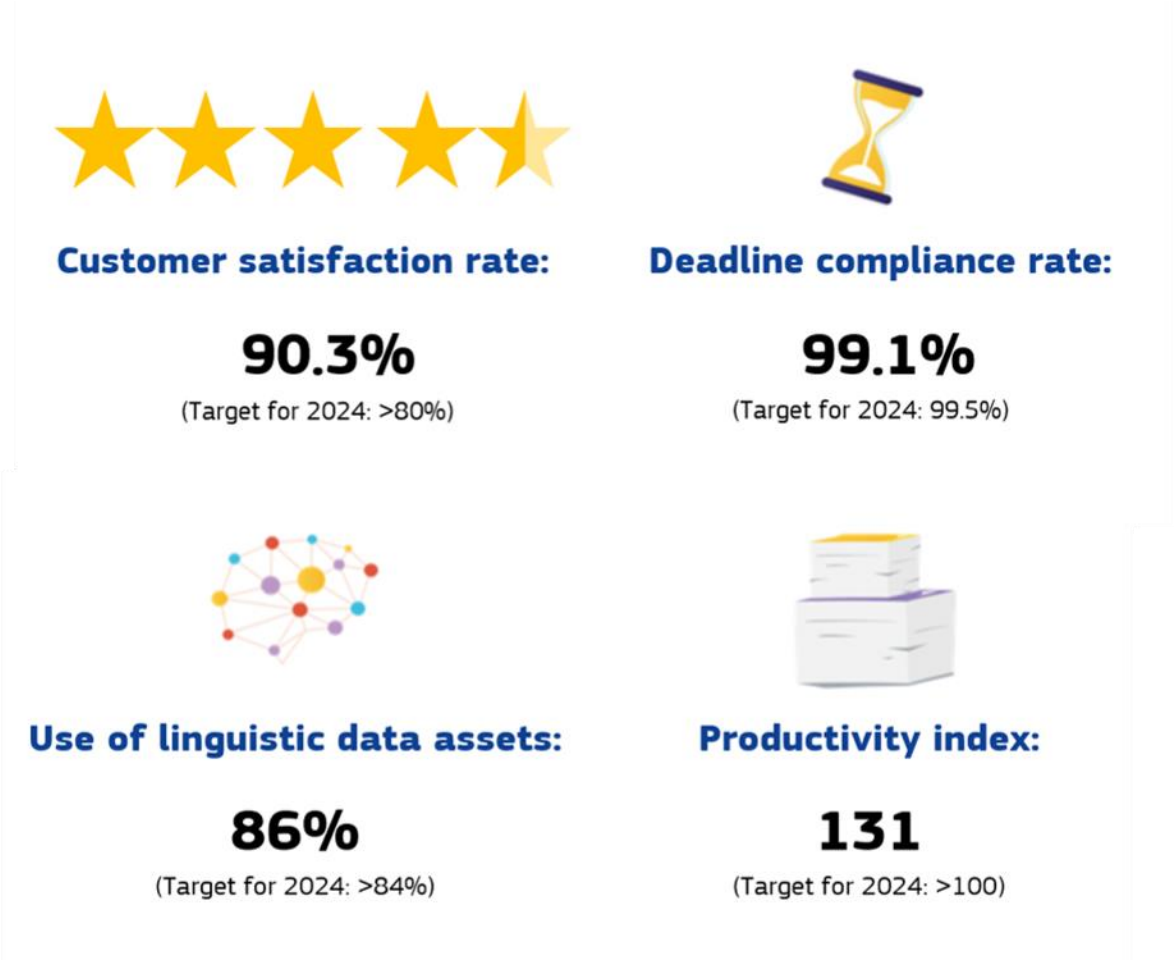 Customer satisfaction rate:
90.3%
(Target for 2024: >80%)
Deadline compliance rate:
99.1%
(Target for 2024: 99.5%)
Use of linguistic data assets:
86%
(Target for 2024: >84%)
Productivity index:
131
(Target for 2024: >100)